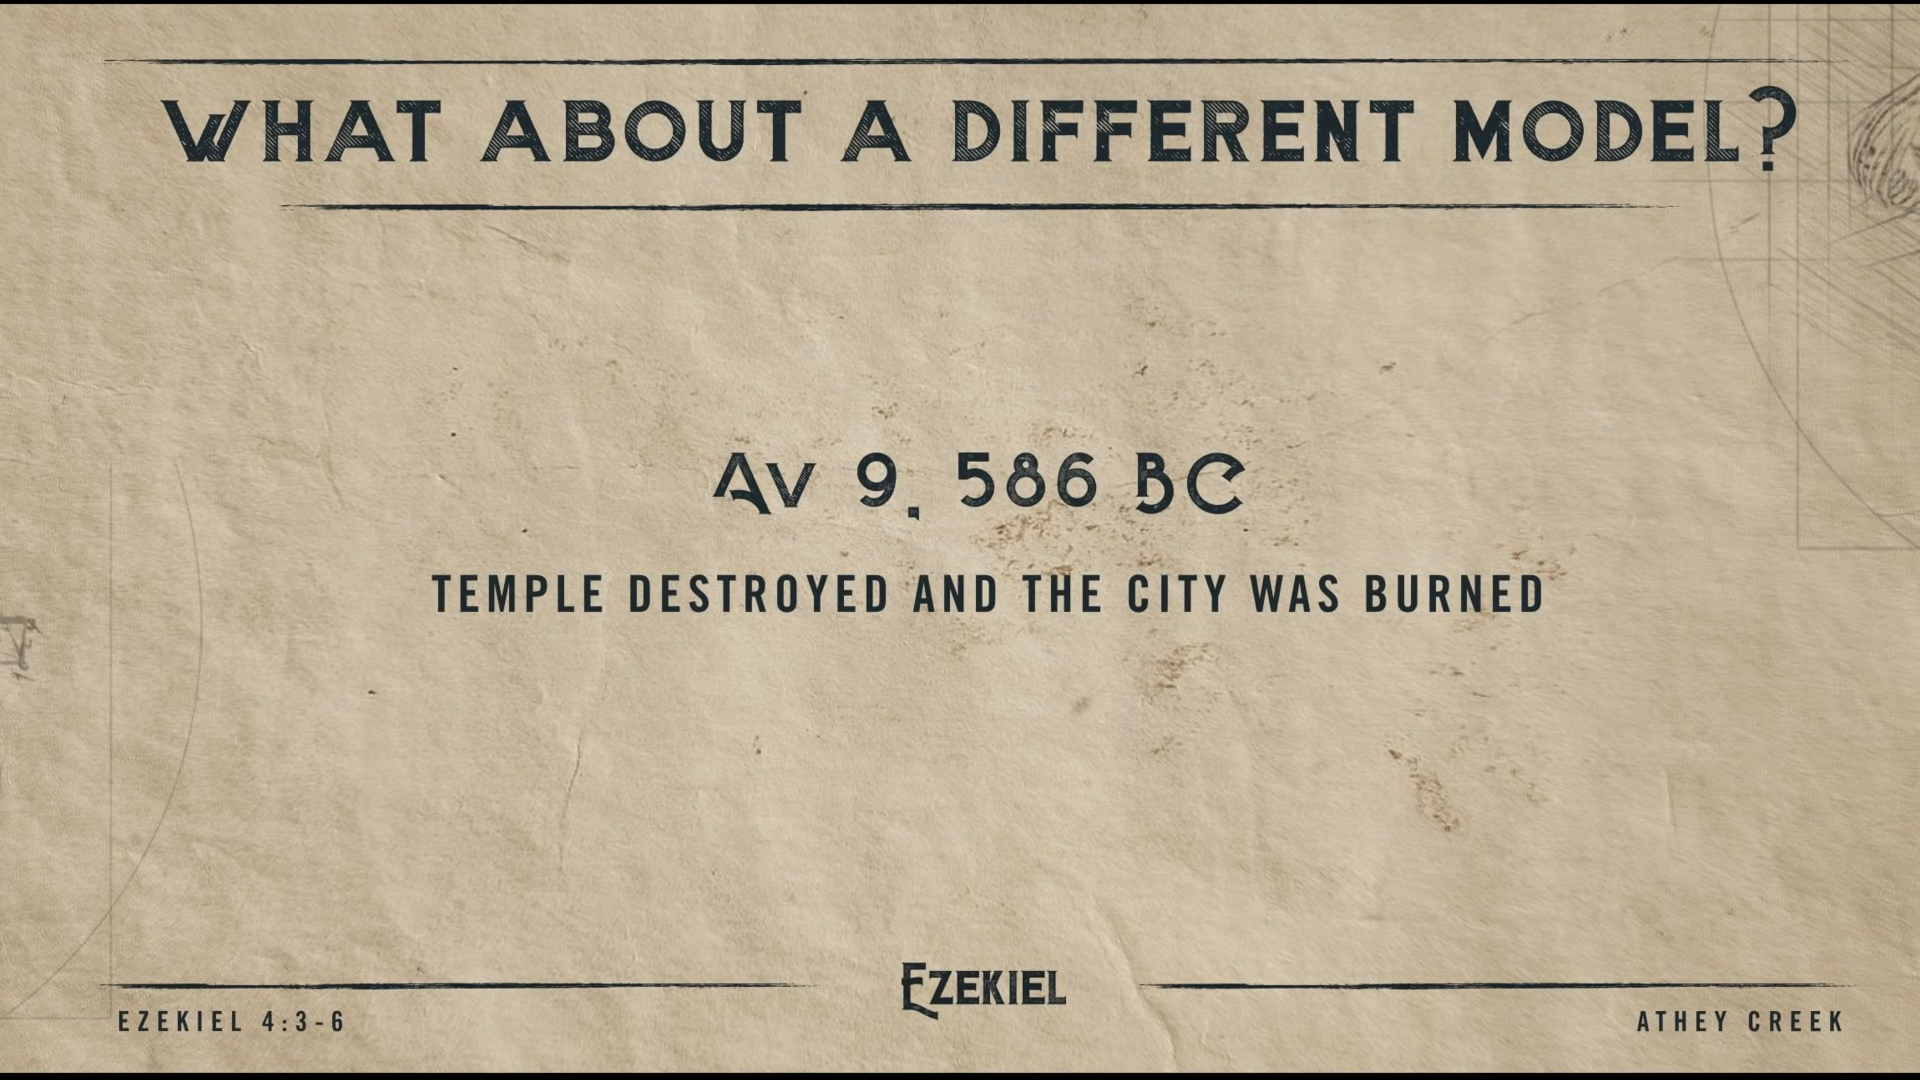 WHAT ABOUT A DIFFERENT MODEL?
Av 9, 586 BC
TEMPLE DESTROYED AND THE CITY WAS BURNED
EZEKIEL
EZEKIEL 4:3-6
ATHEY CREEK